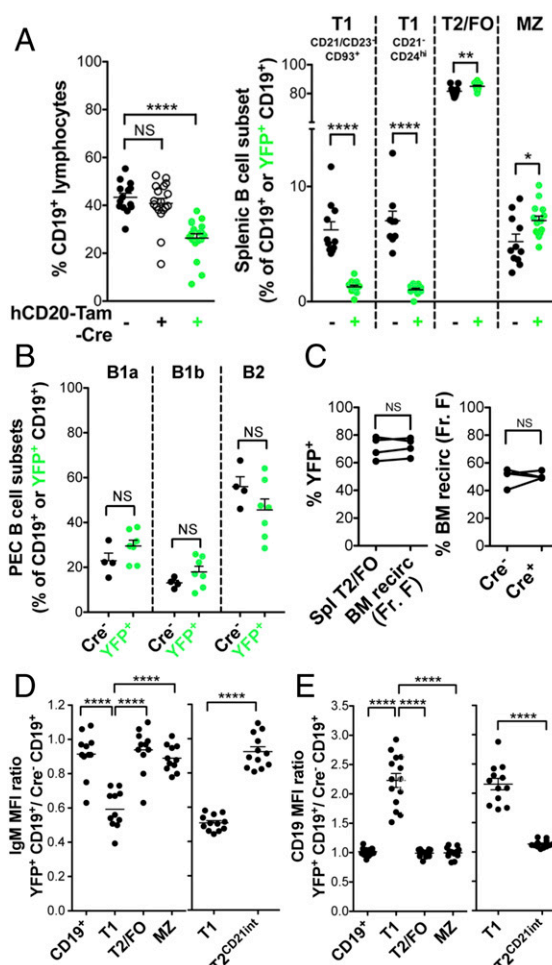 A
% CD19+ lymphocytes
100
80
60
40
20
0
****
NS
hCD20-Tam
-Cre
- + +
Splenic B cell subset
(% of CD19+ or YFP+ CD19+)
100
80
10
0
T1 T1 T2/FO MZ
CD21/CD23- CD21-
CD93+ CD24hi
**** **** ** *
- + - + - + - +
B
PEC B cell subsets
(% of CD19+ or YFP+ CD19+)
100
80
60
40
20
0
B1a B1b B2
NS NS NS
Cre- YFP+ Cre- YFP+ Cre- YFP+
C
% YFP+
100
80
60
40
20
0
NS
Spl T2/FO
BM recirc
(Fr. F)
% BM recirc (Fr. F)
100
80
60
40
20
0
NS
Cre-
Cre+
D
IgM MFI ratio
YFP+ CD19+/ Cre- CD19+
1.2
1.0
0.8
0.6
0.4
0.2
0.0
****
**** ****
****
CD19+ T1 T2/FO MZ
T1 T2CD21int
E
CD19 MFI ratio
YFP+ CD19+/ Cre- CD19+
3.5
3.0
2.5
2.0
1.5
1.0
0.5
0.0
****
**** ****
****
CD19+ T1 T2/FO MZ
T1 T2CD21int